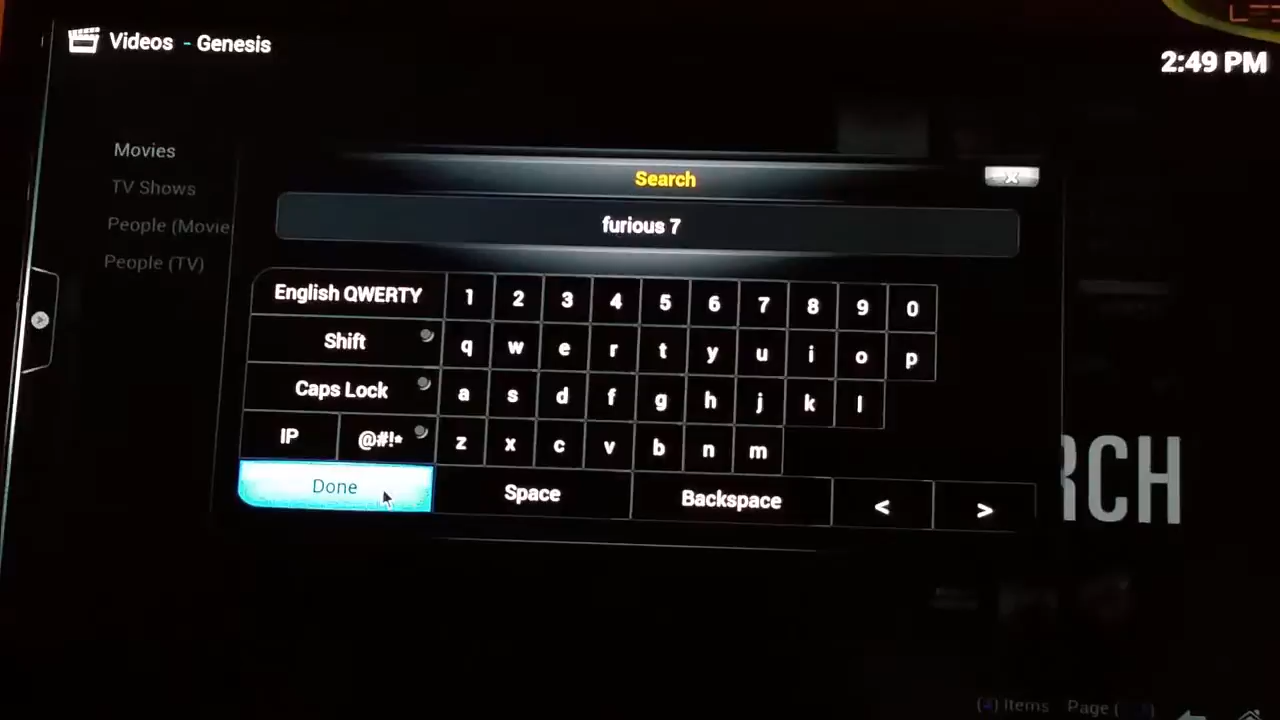 Videos - Genesis
2:49 PM
Movies
TV Shows
People (Movie
People (TV)
Search
x
furious 7
English QWERTY 1 2 3 4 5 6 7 8 9 0
Shift q w e r t y u i o p
Caps Lock a s d f g h j k l
IP @#!* z x c v b n m
Done Space Backspace < >
RCH
(4) Items Page (